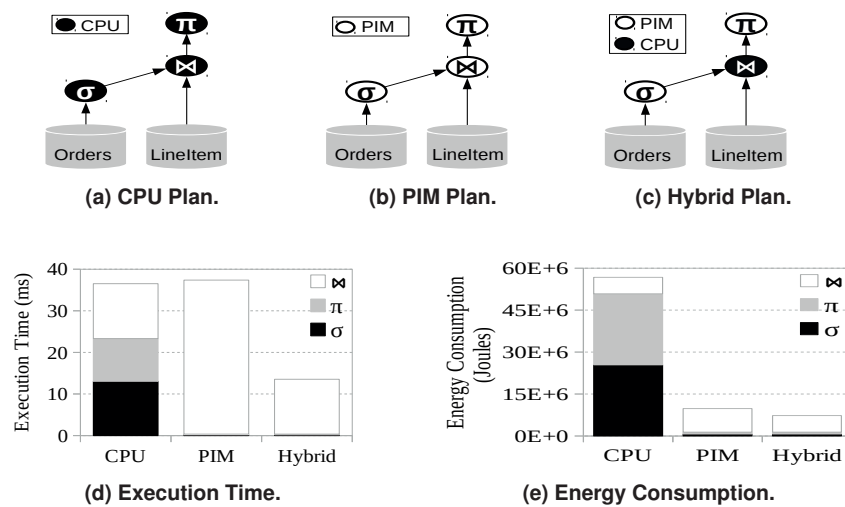 CPU
π
⋈
σ
Orders LineItem
(a) CPU Plan.
PIM
π
⋈
σ
Orders LineItem
(b) PIM Plan.
PIM
CPU
π
⋈
σ
Orders LineItem
(c) Hybrid Plan.
Execution Time (ms)
40
30
20
10
0
⋈
π
σ
CPU PIM Hybrid
(d) Execution Time.
Energy Consumption
(Joules)
60E+6
45E+6
30E+6
15E+6
0E+0
⋈
π
σ
CPU PIM Hybrid
(e) Energy Consumption.